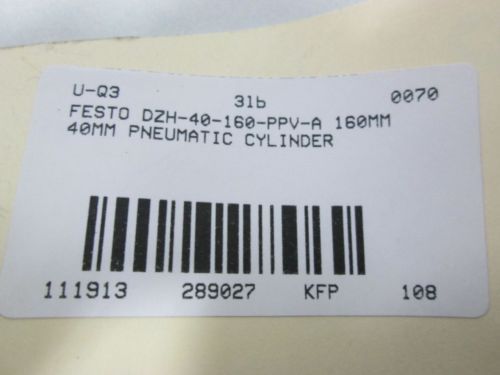 U-Q3 3lb 0070
FESTO DZH-40-160-PPV-A 160MM
40MM PNEUMATIC CYLINDER
111913 289027 KFP 108